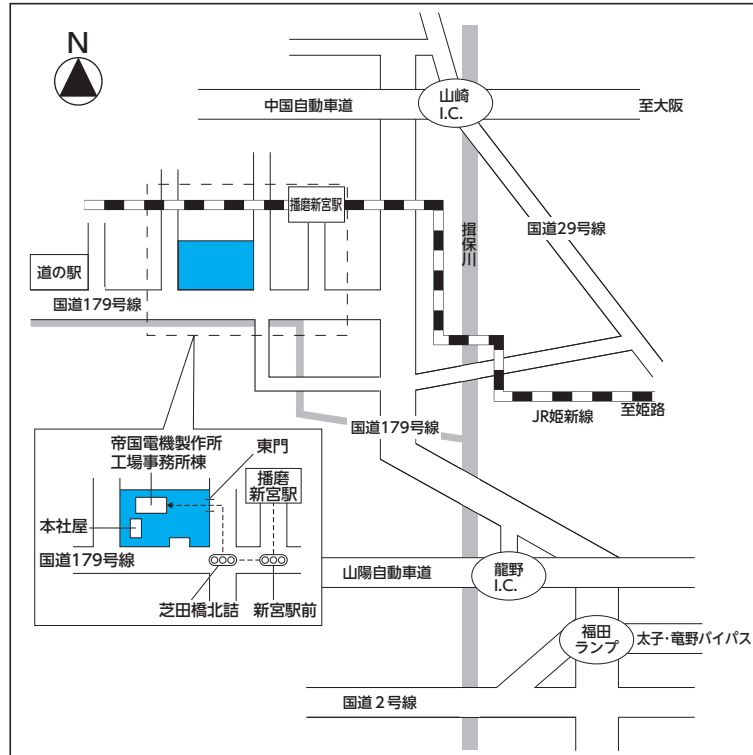 N
中国自動車道
山崎
I.C.
至大阪
播磨新宮駅
揖保川
国道29号線
道の駅
国道179号線
国道179号線
JR姫新線
至姫路
帝国電機製作所
工場事務所棟
東門
播磨
新宮駅
本社屋
国道179号線
芝田橋北詰
新宮駅前
山陽自動車道
龍野
I.C.
福田
ランプ
太子・竜野バイパス
国道2号線